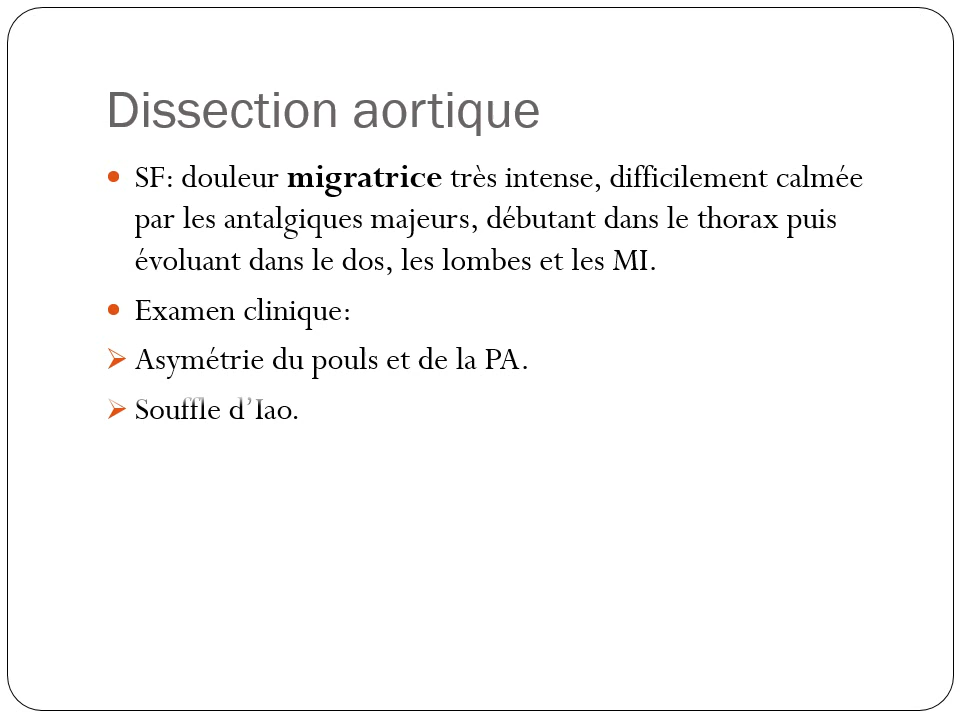 Dissection aortique
SF: douleur migratrice très intense, difficilement calmée
par les antalgiques majeurs, débutant dans le thorax puis
évoluant dans le dos, les lombes et les MI.
Examen clinique:
Asymétrie du pouls et de la PA.
Souffle d’Iao.